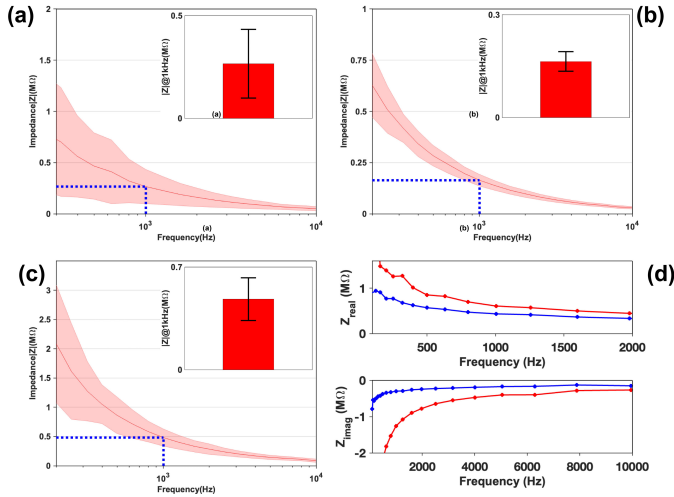 (a)
Impedance|Z|(MΩ)
2
1.5
1
0.5
0
|Z|@1kHz(MΩ)
0.5
0
(a)
10³
10⁴
(a)
Frequency(Hz)
(b)
Impedance|Z|(MΩ)
1
0.75
0.5
0.25
0
|Z|@1kHz(MΩ)
0.3
0
(b)
10³
10⁴
(b)
Frequency(Hz)
(c)
Impedance|Z|(MΩ)
3
2.5
2
1.5
1
0.5
0
|Z|@1kHz(MΩ)
0.7
0
10³
10⁴
Frequency(Hz)
(d)
Z_real (MΩ)
1
0
500
1000
1500
2000
Frequency (Hz)
Z_imag (MΩ)
0
-1
-2
2000
4000
6000
8000
10000
Frequency (Hz)